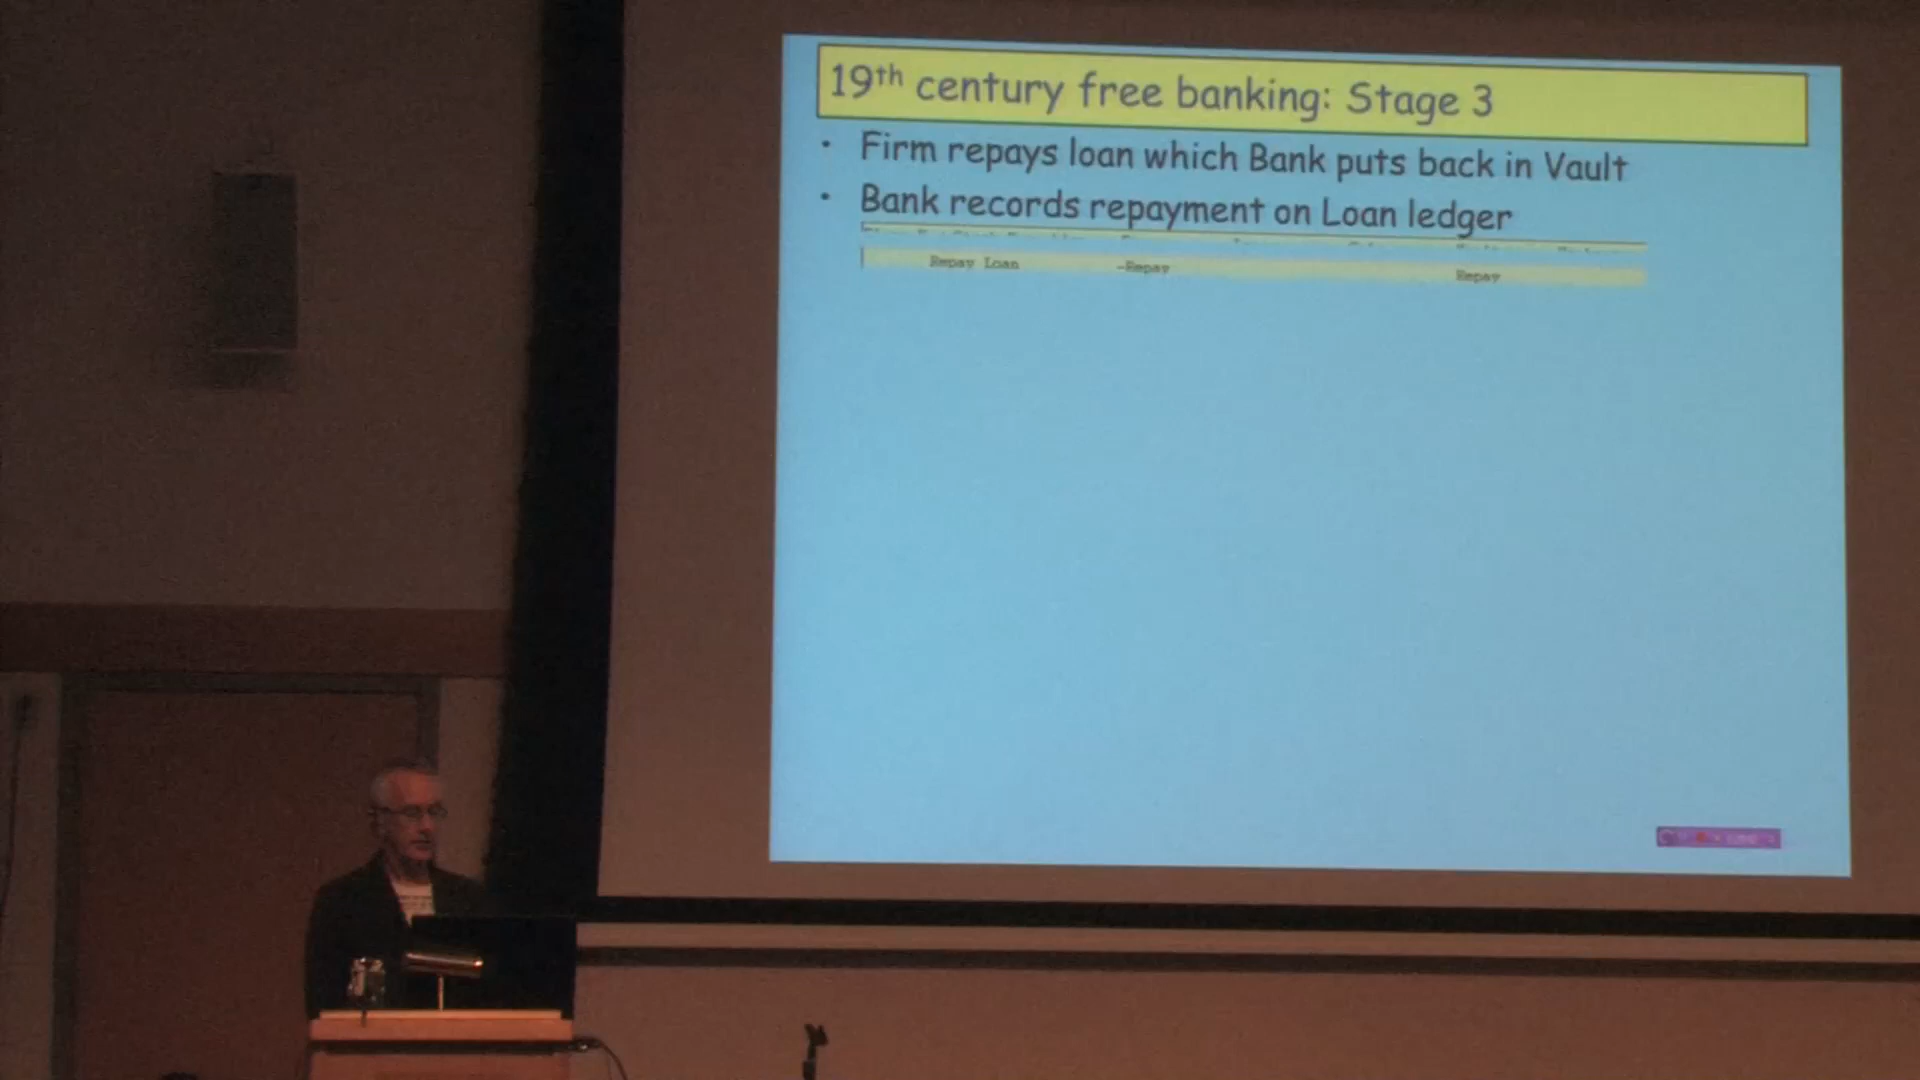 19th century free banking: Stage 3
• Firm repays loan which Bank puts back in Vault
• Bank records repayment on Loan ledger
Repay Loan -Repay Repay